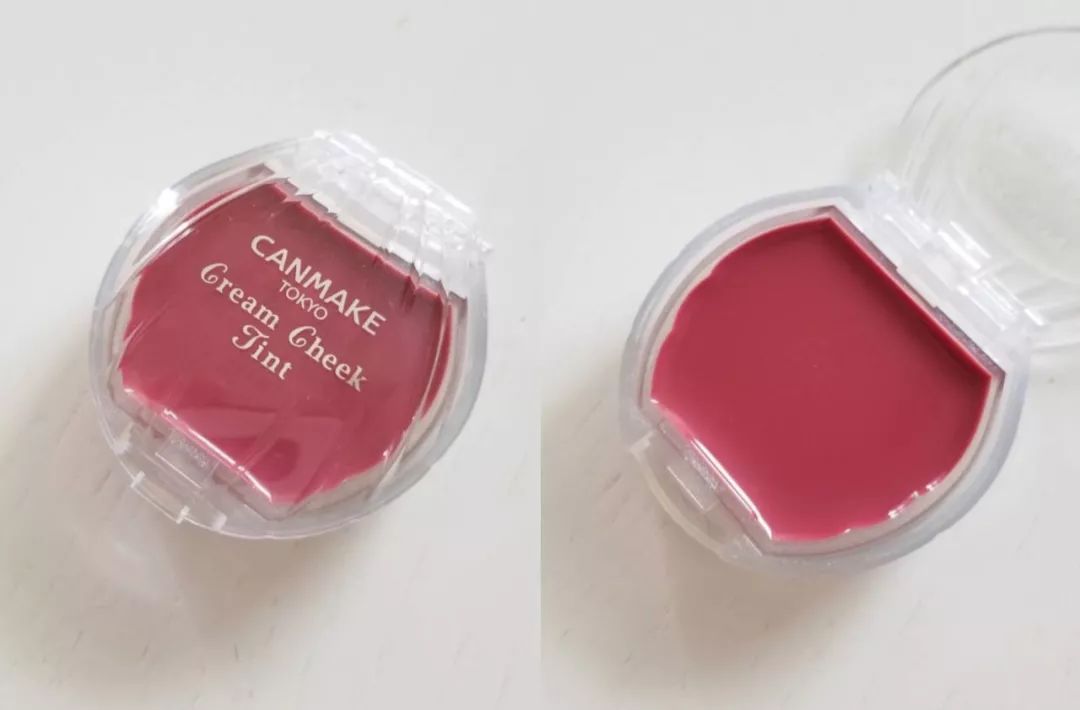 CANMAKE
TOKYO
Cream Cheek
Tint